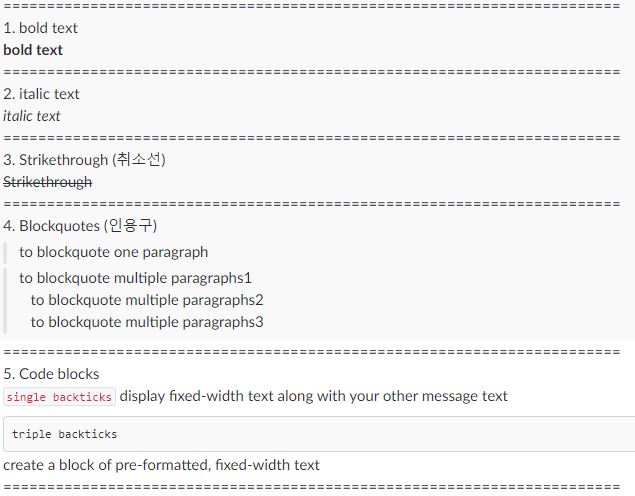 ========================================================================
1. bold text
bold text
========================================================================
2. italic text
italic text
========================================================================
3. Strikethrough (취소선)
Strikethrough
========================================================================
4. Blockquotes (인용구)
to blockquote one paragraph
to blockquote multiple paragraphs1
to blockquote multiple paragraphs2
to blockquote multiple paragraphs3
========================================================================
5. Code blocks
single backticks display fixed-width text along with your other message text
triple backticks
create a block of pre-formatted, fixed-width text
========================================================================